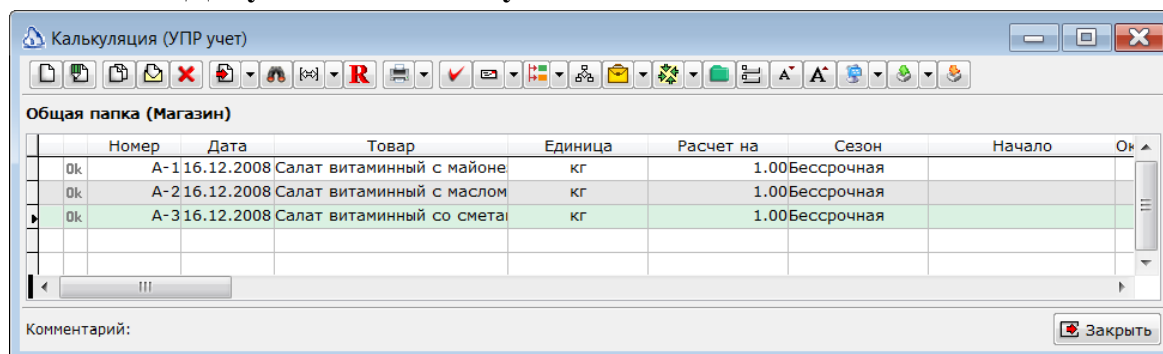 Калькуляция (УПР учет)
R A A
Общая папка (Магазин)
Номер Дата Товар Единица Расчет на Сезон Начало Ок
Ok А-1 16.12.2008 Салат витаминный с майоне кг 1.00 Бессрочная
Ok А-2 16.12.2008 Салат витаминный с маслом кг 1.00 Бессрочная
Ok А-3 16.12.2008 Салат витаминный со смета кг 1.00 Бессрочная
Комментарий: Закрыть